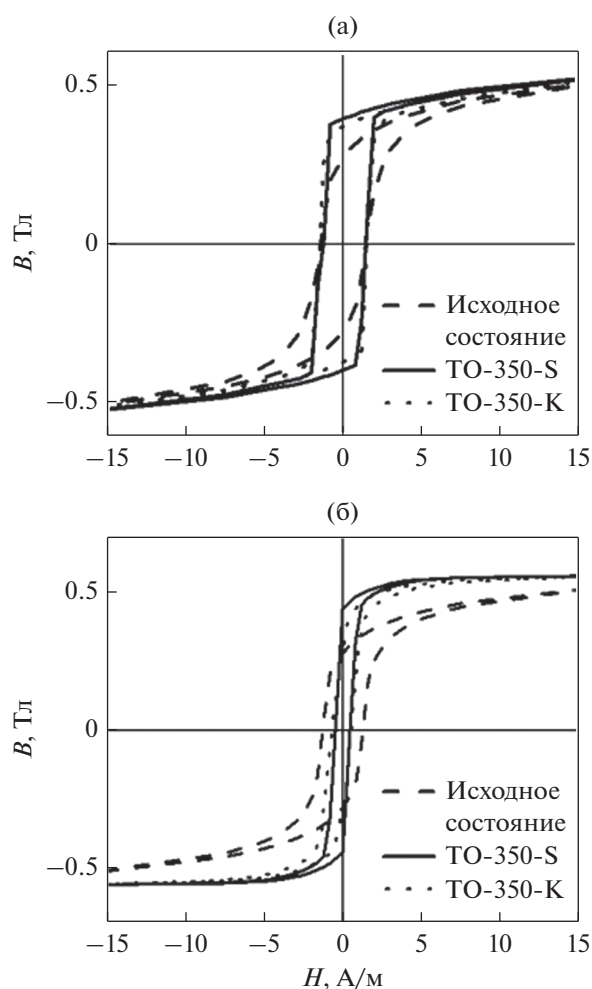 (а)
0.5
0
−0.5
B, Тл
Исходное
состояние
ТО-350-S
ТО-350-K
−15 −10 −5 0 5 10 15
(б)
0.5
0
−0.5
B, Тл
Исходное
состояние
ТО-350-S
ТО-350-K
−15 −10 −5 0 5 10 15
H, А/м